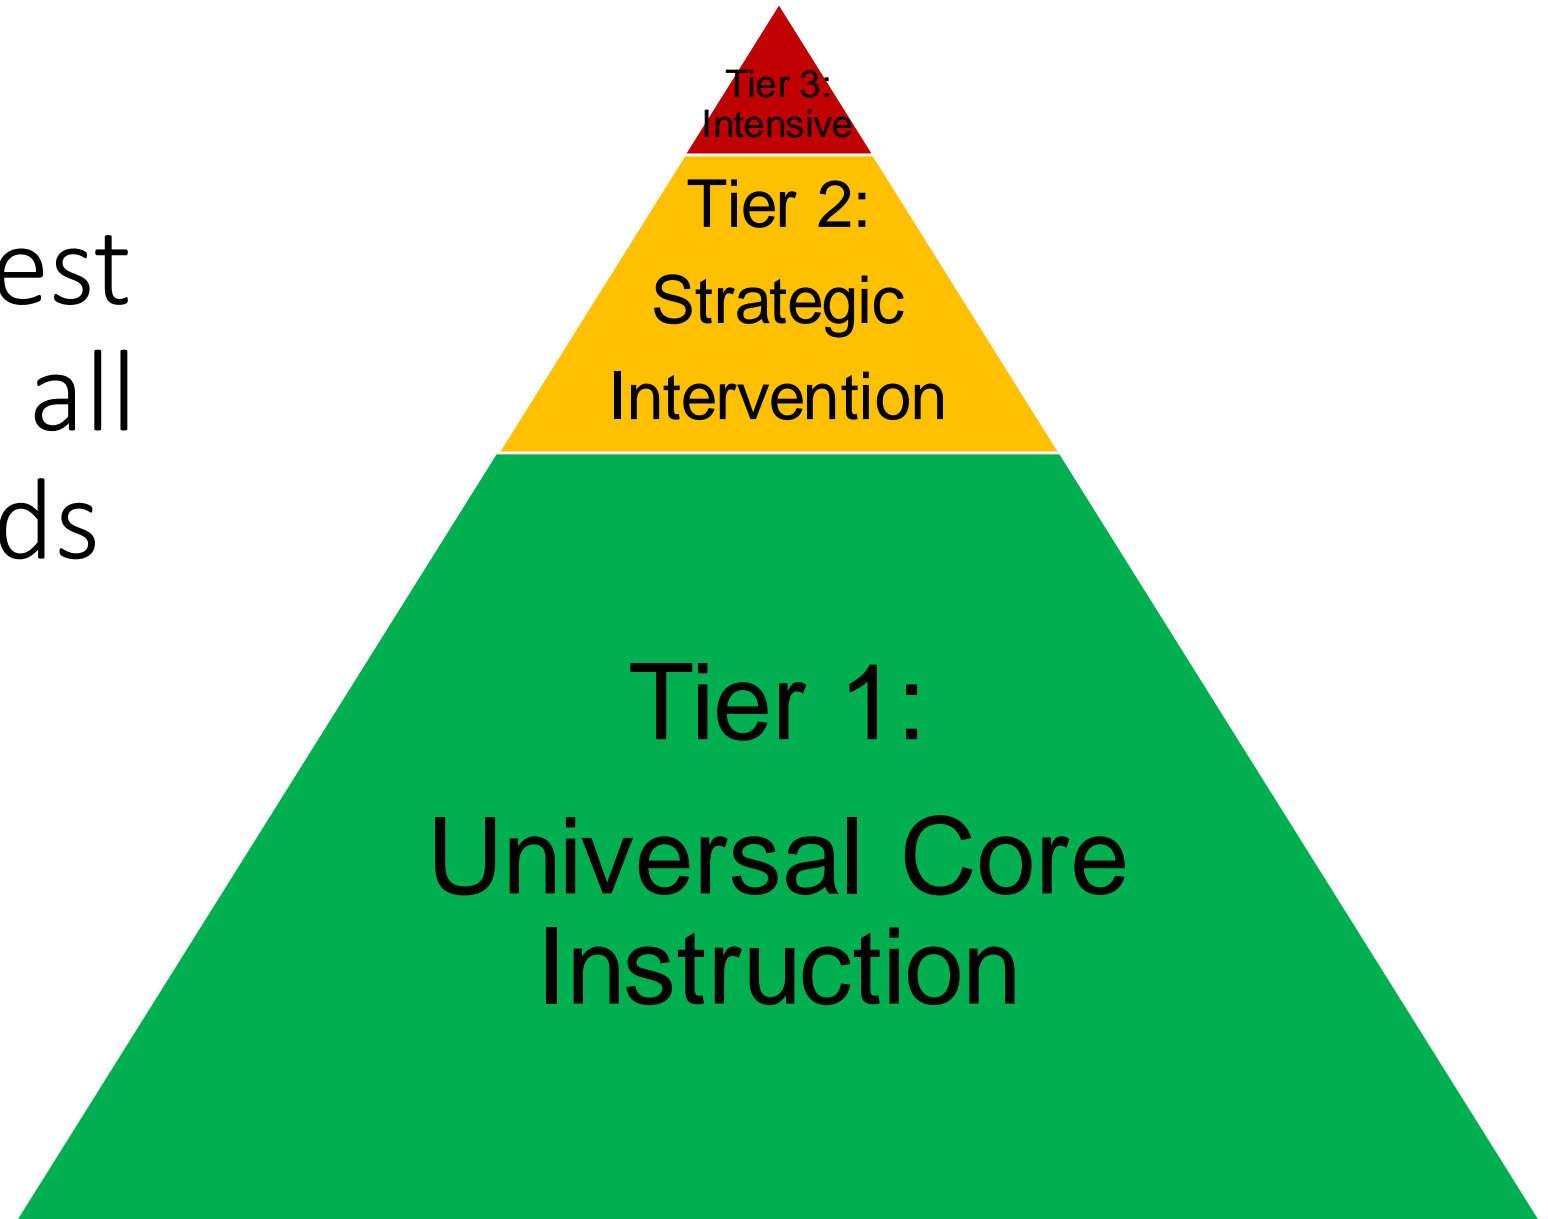 Tier 3:
Intensive
Tier 2:
Strategic
Intervention
est
all
ds
Tier 1:
Universal Core
Instruction